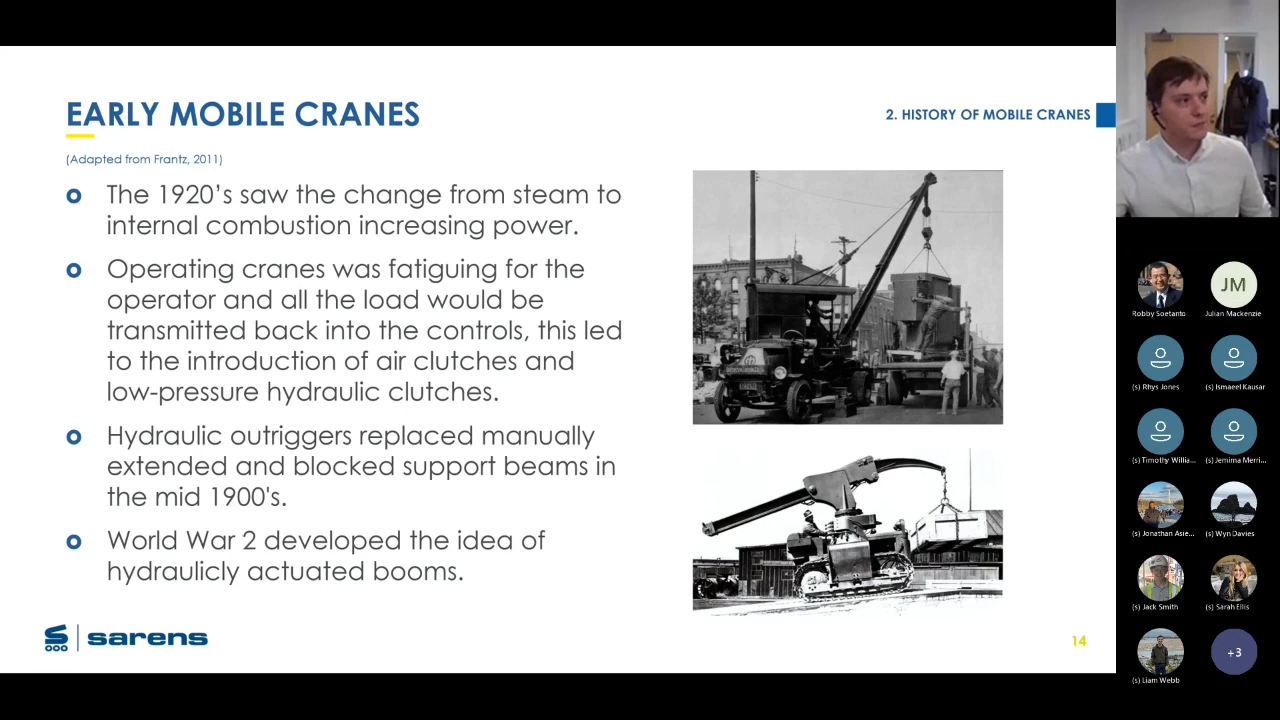 EARLY MOBILE CRANES
2. HISTORY OF MOBILE CRANES
(Adapted from Frantz, 2011)
The 1920’s saw the change from steam to
internal combustion increasing power.
Operating cranes was fatiguing for the
operator and all the load would be
transmitted back into the controls, this led
to the introduction of air clutches and
low-pressure hydraulic clutches.
Hydraulic outriggers replaced manually
extended and blocked support beams in
the mid 1900's.
World War 2 developed the idea of
hydraulicly actuated booms.
sarens
14
JM
Robby Soetanto
Julian Mackenzie
(s) Rhys Jones
(s) Ismaeel Kausar
(s) Timothy Willia...
(s) Jemima Merri...
(s) Jonathan Asie...
(s) Wyn Davies
(s) Jack Smith
(s) Sarah Ellis
+3
(s) Liam Webb